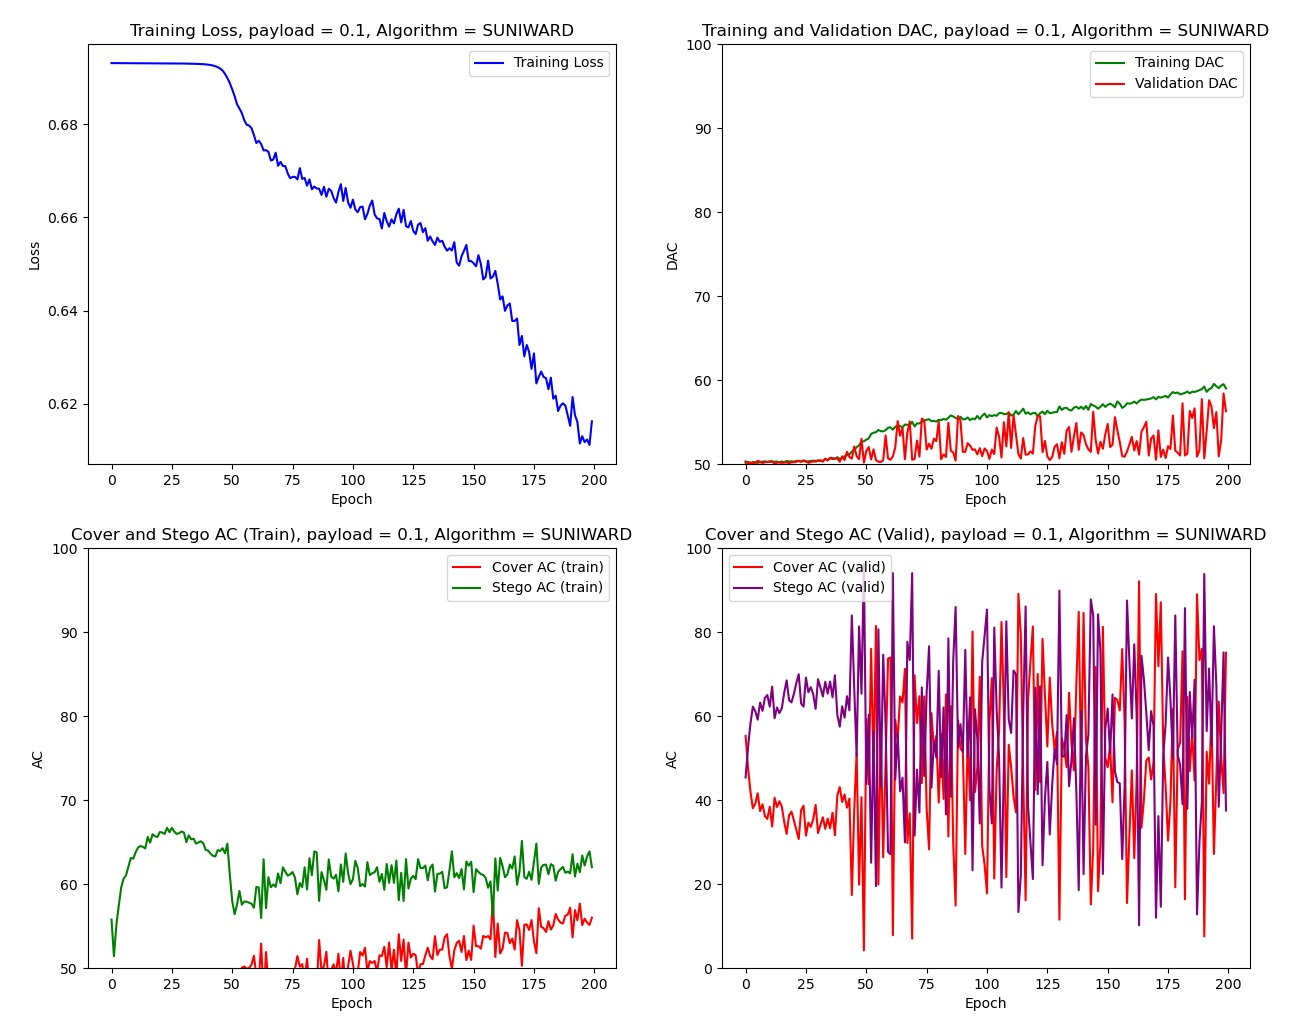 Training Loss, payload = 0.1, Algorithm = SUNIWARD
Training Loss
0.68
0.66
0.64
0.62
Loss
0 25 50 75 100 125 150 175 200
Epoch
Training and Validation DAC, payload = 0.1, Algorithm = SUNIWARD
Training DAC
Validation DAC
100
90
80
70
60
50
DAC
0 25 50 75 100 125 150 175 200
Epoch
Cover and Stego AC (Train), payload = 0.1, Algorithm = SUNIWARD
Cover AC (train)
Stego AC (train)
100
90
80
70
60
50
AC
0 25 50 75 100 125 150 175 200
Epoch
Cover and Stego AC (Valid), payload = 0.1, Algorithm = SUNIWARD
Cover AC (valid)
Stego AC (valid)
100
80
60
40
20
0
AC
0 25 50 75 100 125 150 175 200
Epoch